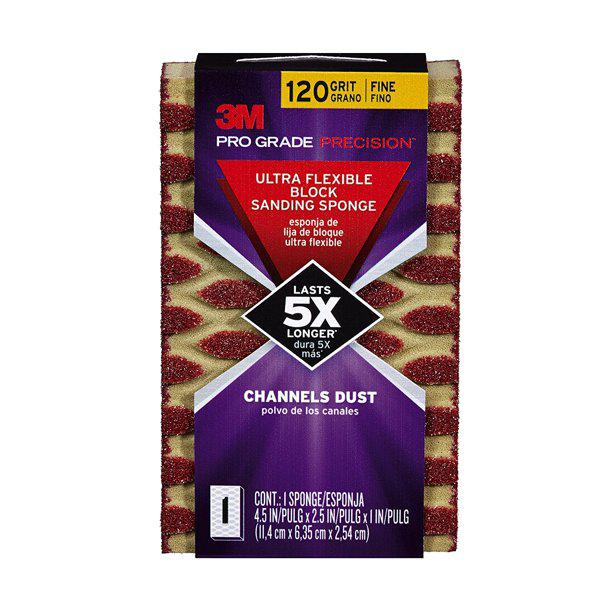 120 GRIT GRANO FINE FINO
3M
PRO GRADE PRECISION™
ULTRA FLEXIBLE
BLOCK
SANDING SPONGE
esponja de
lija de bloque
ultra flexible
LASTS
5X
LONGER*
dura 5X
más*
CHANNELS DUST
polvo de los canales
1
CONT.: 1 SPONGE/ESPONJA
4.5 IN/PULG x 2.5 IN/PULG x 1 IN/PULG
(11,4 cm x 6,35 cm x 2,54 cm)